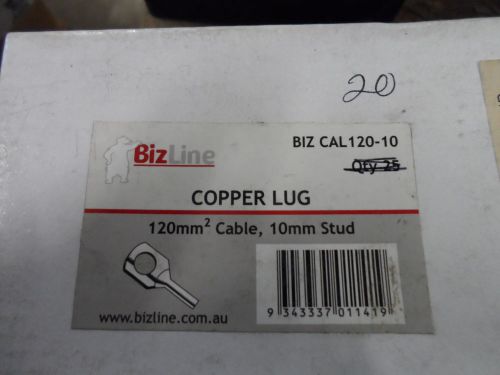 20
BizLine
BIZ CAL120-10
Qty 25
COPPER LUG
120mm² Cable, 10mm Stud
www.bizline.com.au
9 343337 011419